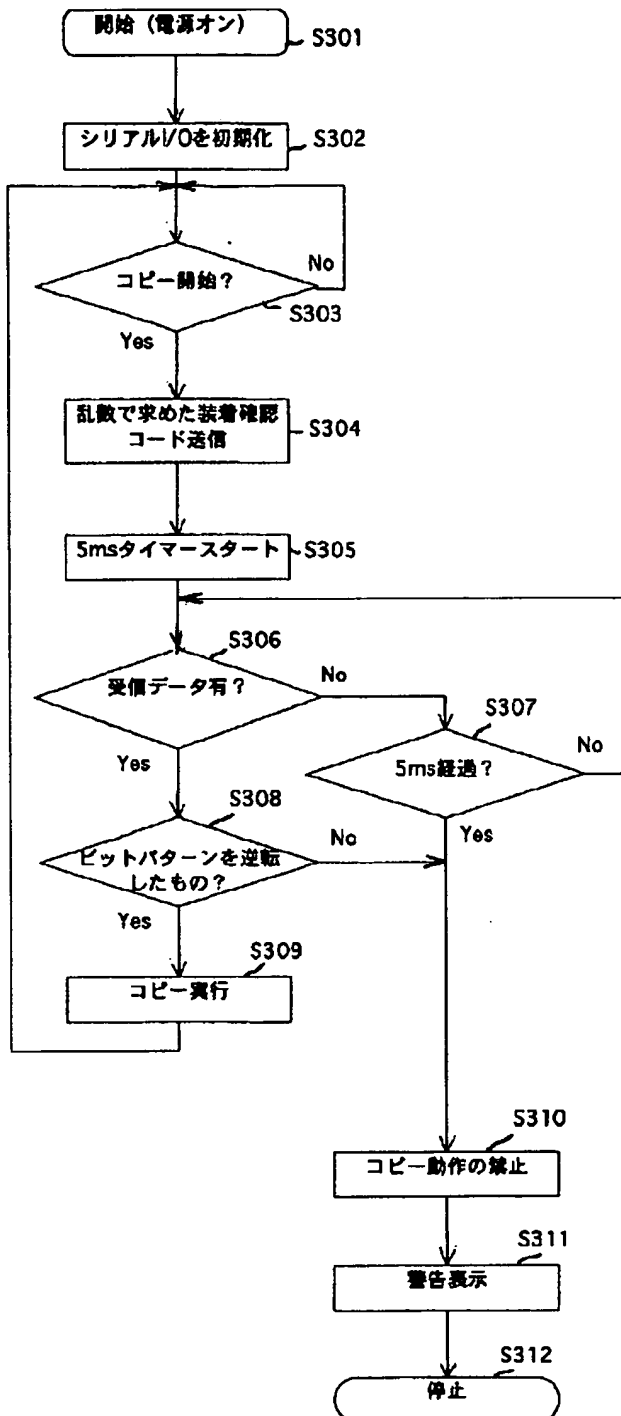 開始（電源オン）
S301
シリアルI/Oを初期化
S302
コピー開始？
No
S303
Yes
乱数で求めた装着確認
コード送信
S304
5msタイマースタート
S305
S306
受信データ有？
No
S307
Yes
5ms経過？
No
S308
Yes
ビットパターンを逆転
したもの？
No
Yes
S309
コピー実行
S310
コピー動作の禁止
S311
警告表示
S312
停止